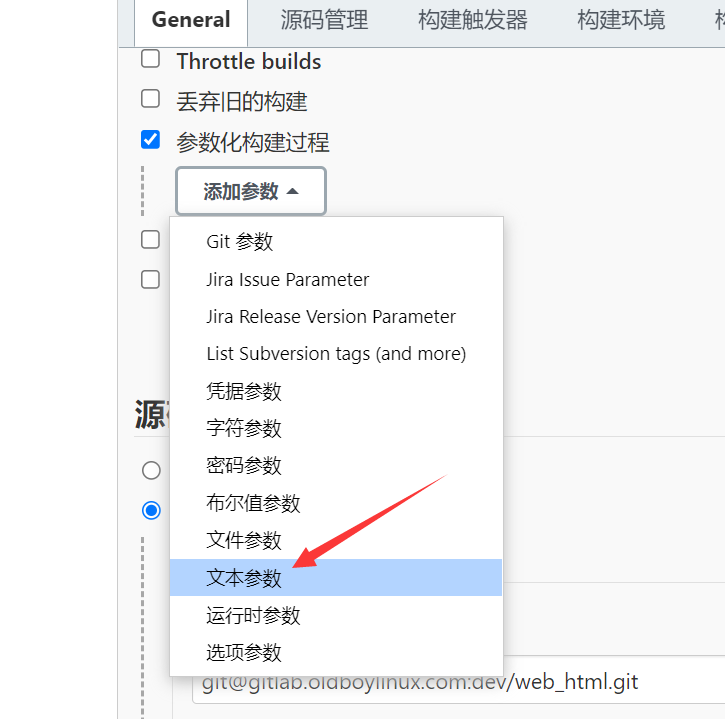 General 源码管理 构建触发器 构建环境
Throttle builds
丢弃旧的构建
参数化构建过程
添加参数
Git 参数
Jira Issue Parameter
Jira Release Version Parameter
List Subversion tags (and more)
凭据参数
源
字符参数
密码参数
布尔值参数
文件参数
文本参数
运行时参数
选项参数
git@gitlab.oldboylinux.com:dev/web_html.git